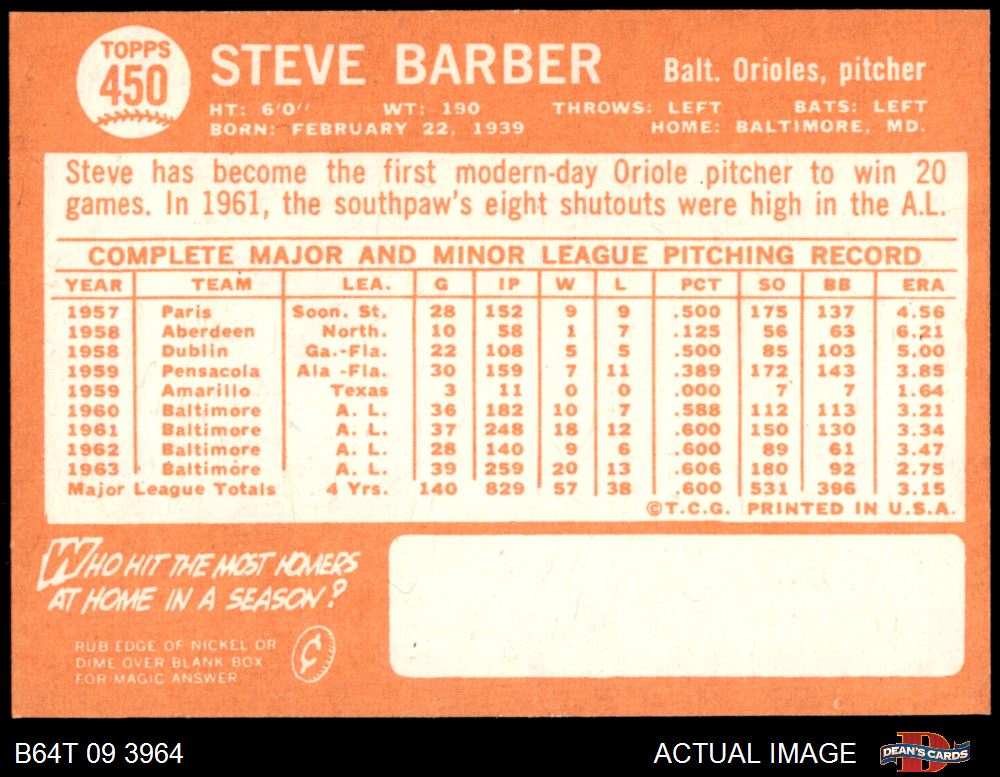 TOPPS
450
STEVE BARBER
Balt. Orioles, pitcher
HT: 6'0" WT: 190 THROWS: LEFT BATS: LEFT
BORN: FEBRUARY 22, 1939 HOME: BALTIMORE, MD.
Steve has become the first modern-day Oriole pitcher to win 20
games. In 1961, the southpaw's eight shutouts were high in the A.L.
COMPLETE MAJOR AND MINOR LEAGUE PITCHING RECORD
YEAR TEAM LEA. G IP W L PCT SO BB ERA
1957 Paris Soon. St. 28 152 9 9 .500 175 137 4.56
1958 Aberdeen North. 10 58 1 7 .125 56 63 6.21
1958 Dublin Ga.-Fla. 22 108 5 5 .500 85 103 5.00
1959 Pensacola Ala -Fla. 30 159 7 11 .389 172 143 3.85
1959 Amarillo Texas 3 11 0 0 .000 7 7 1.64
1960 Baltimore A. L. 36 182 10 7 .588 112 113 3.21
1961 Baltimore A. L. 37 248 18 12 .600 150 130 3.34
1962 Baltimore A. L. 28 140 9 6 .600 89 61 3.47
1963 Baltimore A. L. 39 259 20 13 .606 180 92 2.75
Major League Totals 4 Yrs. 140 829 57 38 .600 531 396 3.15
©T.C.G. PRINTED IN U.S.A.
WHO HIT THE MOST HOMERS
AT HOME IN A SEASON?
RUB EDGE OF NICKEL OR
DIME OVER BLANK BOX
FOR MAGIC ANSWER
¢
B64T 09 3964
ACTUAL IMAGE
D
DEAN'S CARDS